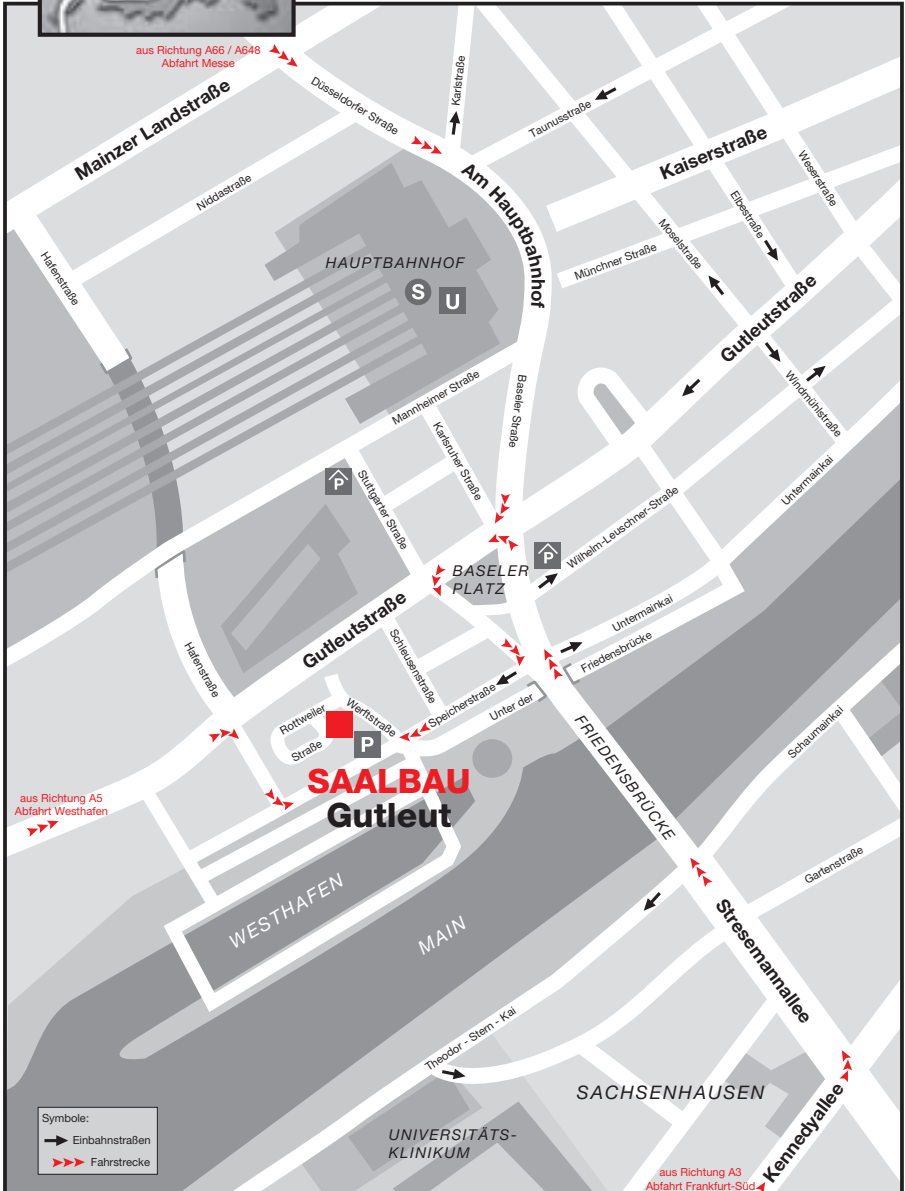 aus Richtung A66 / A648
Abfahrt Messe
Mainzer Landstraße
Düsseldorfer Straße
Karlstraße
Taunusstraße
Kaiserstraße
Weserstraße
Elbestraße
Moselstraße
Niddastraße
Am Hauptbahnhof
Münchner Straße
Hafenstraße
HAUPTBAHNHOF
S
U
Gutleutstraße
Windmühlstraße
Mannheimer Straße
Baseler Straße
Karlsruher Straße
Untermainkai
P
Stuttgarter Straße
Wilhelm-Leuschner-Straße
P
BASELER
PLATZ
Gutleutstraße
Untermainkai
Friedensbrücke
Schleusenstraße
Hafenstraße
Speicherstraße
Unter der
Werftstraße
Rottweiler
Straße
P
SAALBAU
Gutleut
FRIEDENSBRÜCKE
Schaumainkai
aus Richtung A5
Abfahrt Westhafen
Gartenstraße
WESTHAFEN
MAIN
Stresemannallee
Theodor - Stern - Kai
SACHSENHAUSEN
Kennedyallee
UNIVERSITÄTS-
KLINIKUM
Symbole:
Einbahnstraßen
Fahrstrecke
aus Richtung A3
Abfahrt Frankfurt-Süd